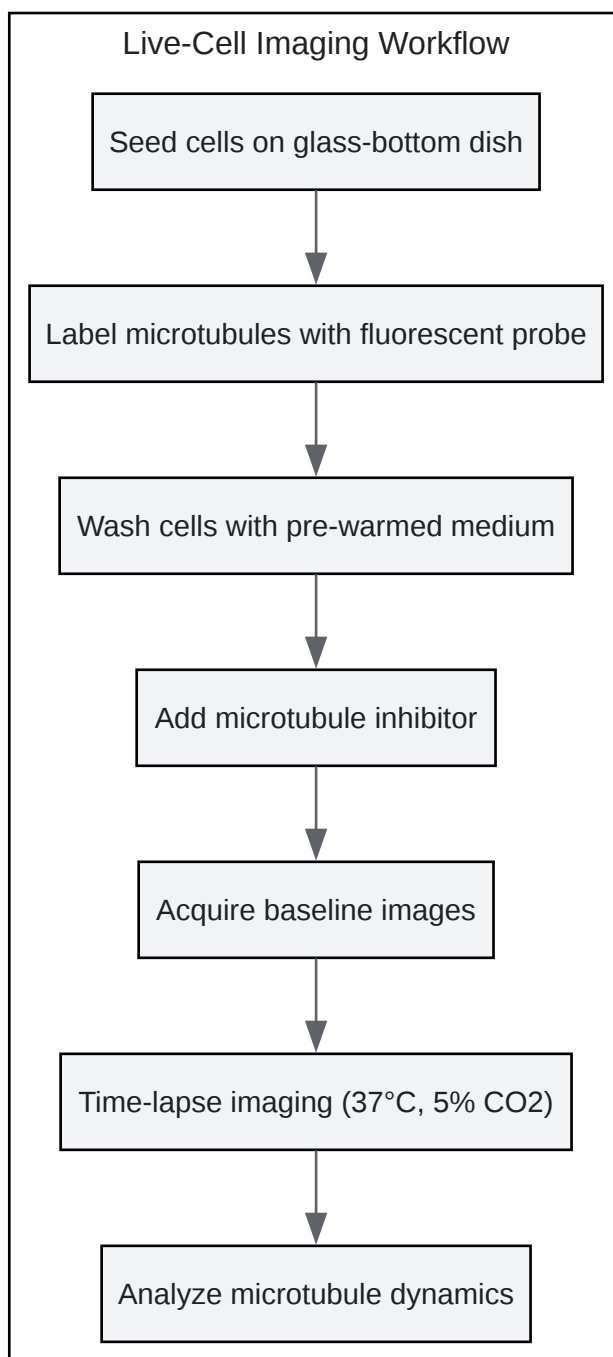 Live-Cell Imaging Workflow
Seed cells on glass-bottom dish
Label microtubules with fluorescent probe
Wash cells with pre-warmed medium
Add microtubule inhibitor
Acquire baseline images
Time-lapse imaging (37°C, 5% CO2)
Analyze microtubule dynamics